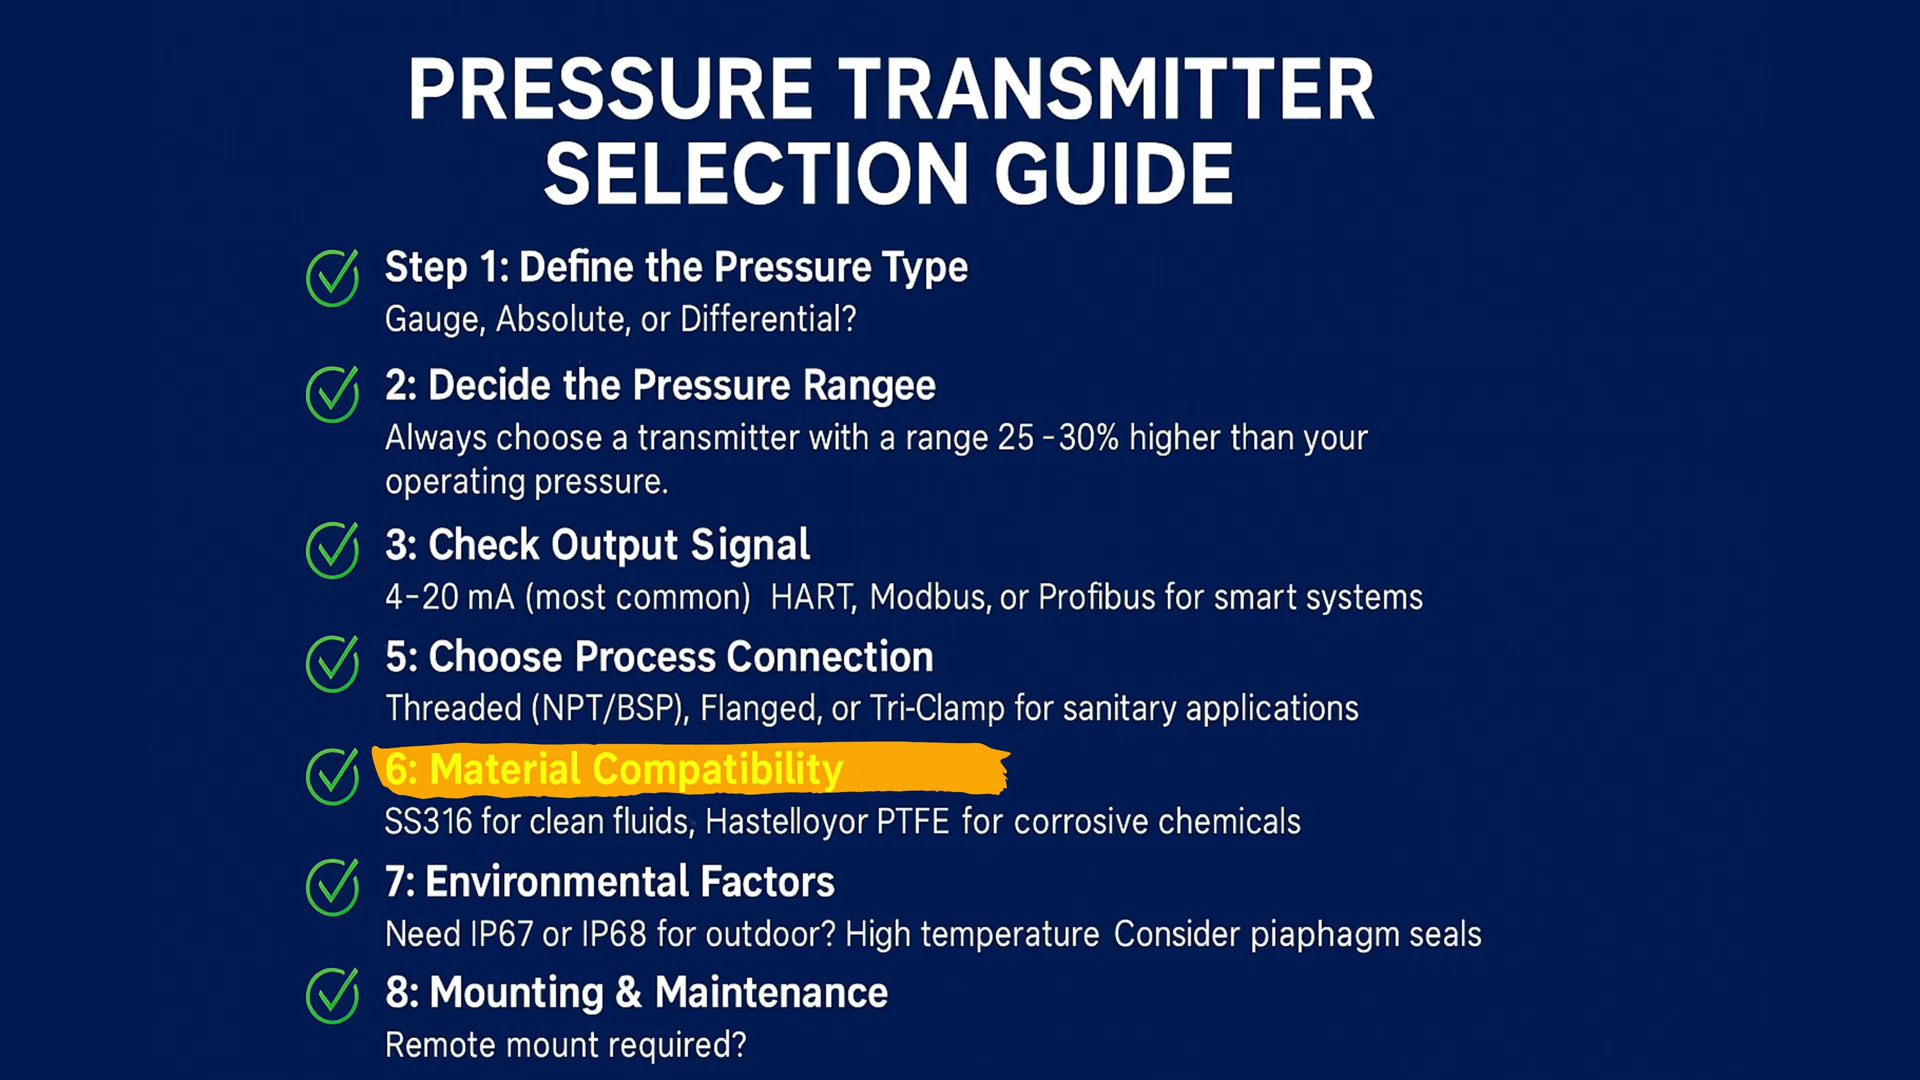 PRESSURE TRANSMITTER
SELECTION GUIDE
Step 1: Define the Pressure Type
Gauge, Absolute, or Differential?
2: Decide the Pressure Rangee
Always choose a transmitter with a range 25-30% higher than your
operating pressure.
3: Check Output Signal
4-20 mA (most common) HART, Modbus, or Profibus for smart systems
5: Choose Process Connection
Threaded (NPT/BSP), Flanged, or Tri-Clamp for sanitary applications
6: Material Compatibility
SS316 for clean fluids, Hastelloyor PTFE for corrosive chemicals
7: Environmental Factors
Need IP67 or IP68 for outdoor? High temperature Consider piaphagm seals
8: Mounting & Maintenance
Remote mount required?